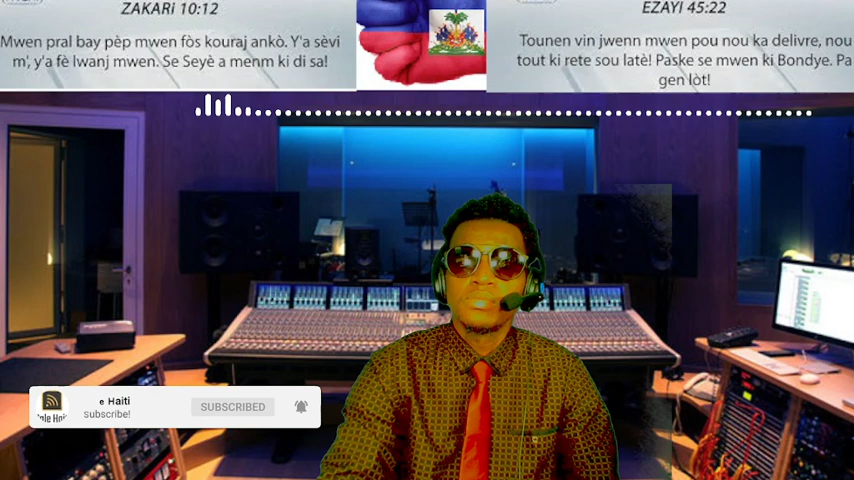 ZAKARi 10:12
Mwen pral bay pèp mwen fòs kouraj ankò. Y'a sèvi
m', y'a fè lwanj mwen. Se Seyè a menm ki di sa!
EZAYI 45:22
Tounen vin jwenn mwen pou nou ka delivre, nou
tout ki rete sou latè! Paske se mwen ki Bondye. Pa
gen lòt!
e Haiti
subscribe!
SUBSCRIBED